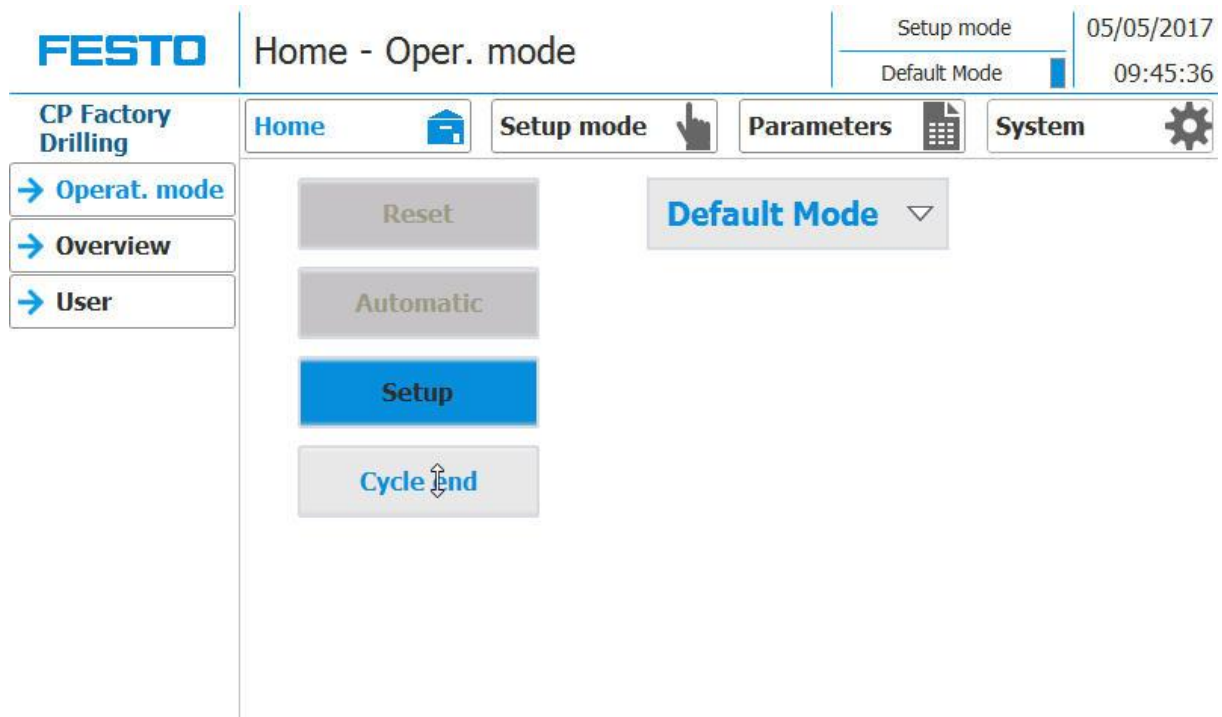 FESTO
Home - Oper. mode
Setup mode
Default Mode
05/05/2017
09:45:36
CP Factory
Drilling
Home
Setup mode
Parameters
System
Operat. mode
Overview
User
Reset
Automatic
Setup
Cycle end
Default Mode